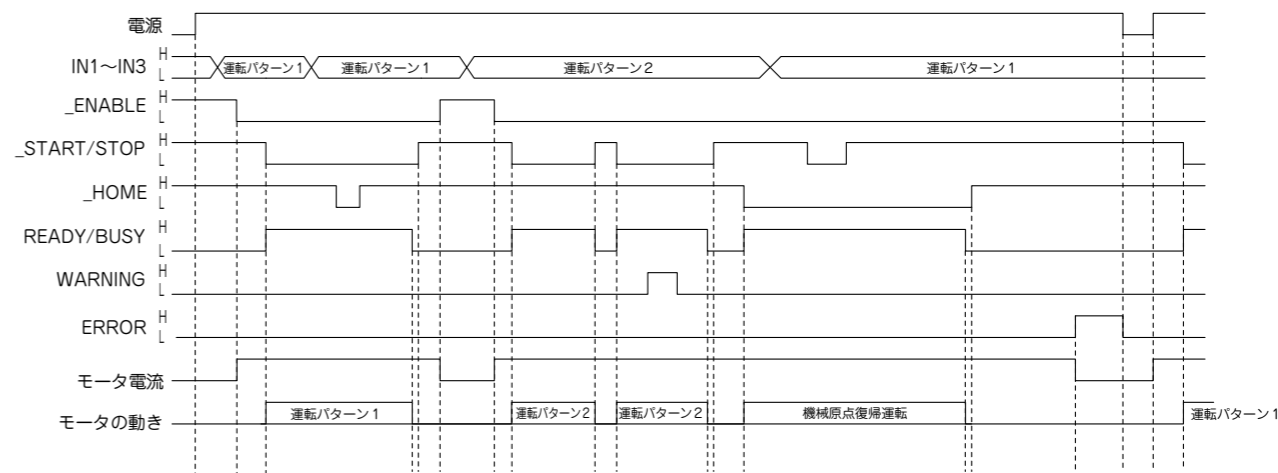 電源
IN1～IN3 H L 運転パターン1 運転パターン1 運転パターン2 運転パターン1
_ENABLE H L
_START/STOP H L
_HOME H L
READY/BUSY H L
WARNING H L
ERROR H L
モータ電流
モータの動き 運転パターン1 運転パターン2 運転パターン2 機械原点復帰運転 運転パターン1